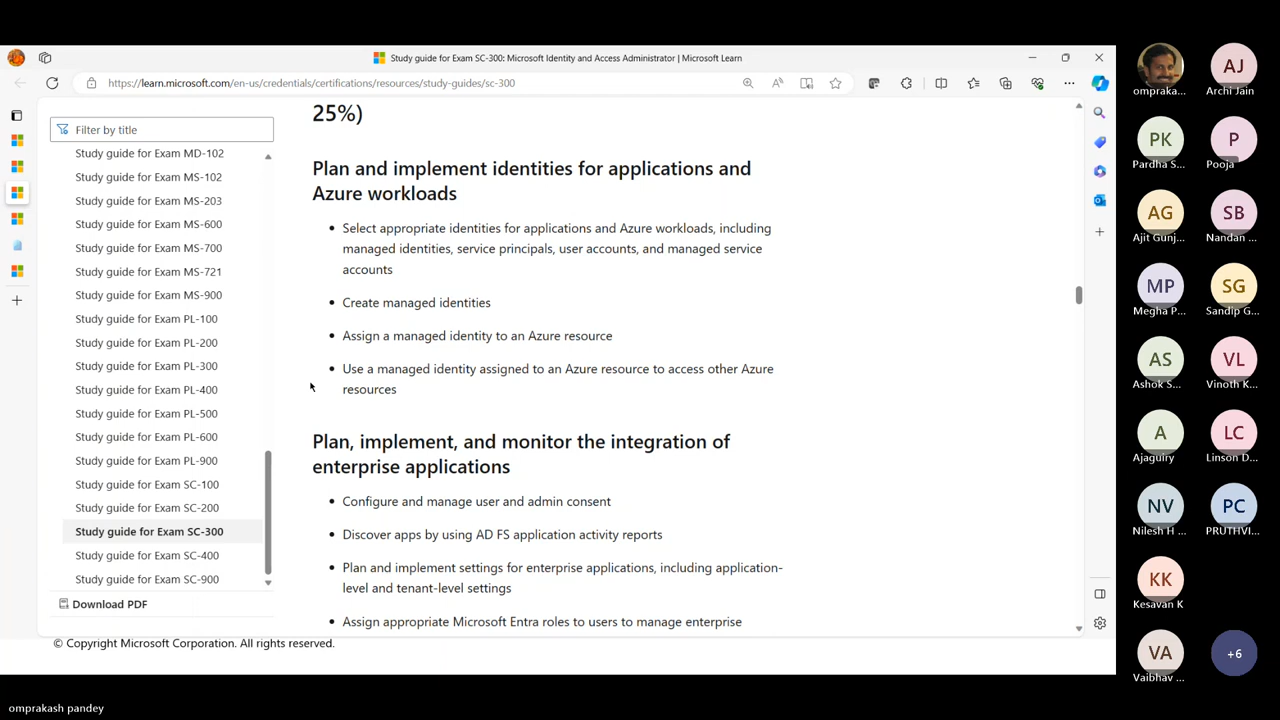 Study guide for Exam SC-300: Microsoft Identity and Access Administrator | Microsoft Learn
https://learn.microsoft.com/en-us/credentials/certifications/resources/study-guides/sc-300
Filter by title
Study guide for Exam MD-102
Study guide for Exam MS-102
Study guide for Exam MS-203
Study guide for Exam MS-600
Study guide for Exam MS-700
Study guide for Exam MS-721
Study guide for Exam MS-900
Study guide for Exam PL-100
Study guide for Exam PL-200
Study guide for Exam PL-300
Study guide for Exam PL-400
Study guide for Exam PL-500
Study guide for Exam PL-600
Study guide for Exam PL-900
Study guide for Exam SC-100
Study guide for Exam SC-200
Study guide for Exam SC-300
Study guide for Exam SC-400
Study guide for Exam SC-900
Download PDF
25%)
Plan and implement identities for applications and
Azure workloads
Select appropriate identities for applications and Azure workloads, including
managed identities, service principals, user accounts, and managed service
accounts
Create managed identities
Assign a managed identity to an Azure resource
Use a managed identity assigned to an Azure resource to access other Azure
resources
Plan, implement, and monitor the integration of
enterprise applications
Configure and manage user and admin consent
Discover apps by using AD FS application activity reports
Plan and implement settings for enterprise applications, including application-
level and tenant-level settings
Assign appropriate Microsoft Entra roles to users to manage enterprise
© Copyright Microsoft Corporation. All rights reserved.
omprakash pandey
ompraka...
AJ
Archi Jain
PK
Pardha S...
P
Pooja
AG
Ajit Gunj...
SB
Nandan ...
MP
Megha P...
SG
Sandip G...
AS
Ashok S...
VL
Vinoth K...
A
Ajaguiry
LC
Linson D...
NV
Nilesh H ...
PC
PRUTHVI...
KK
Kesavan K
VA
Vaibhav ...
+6